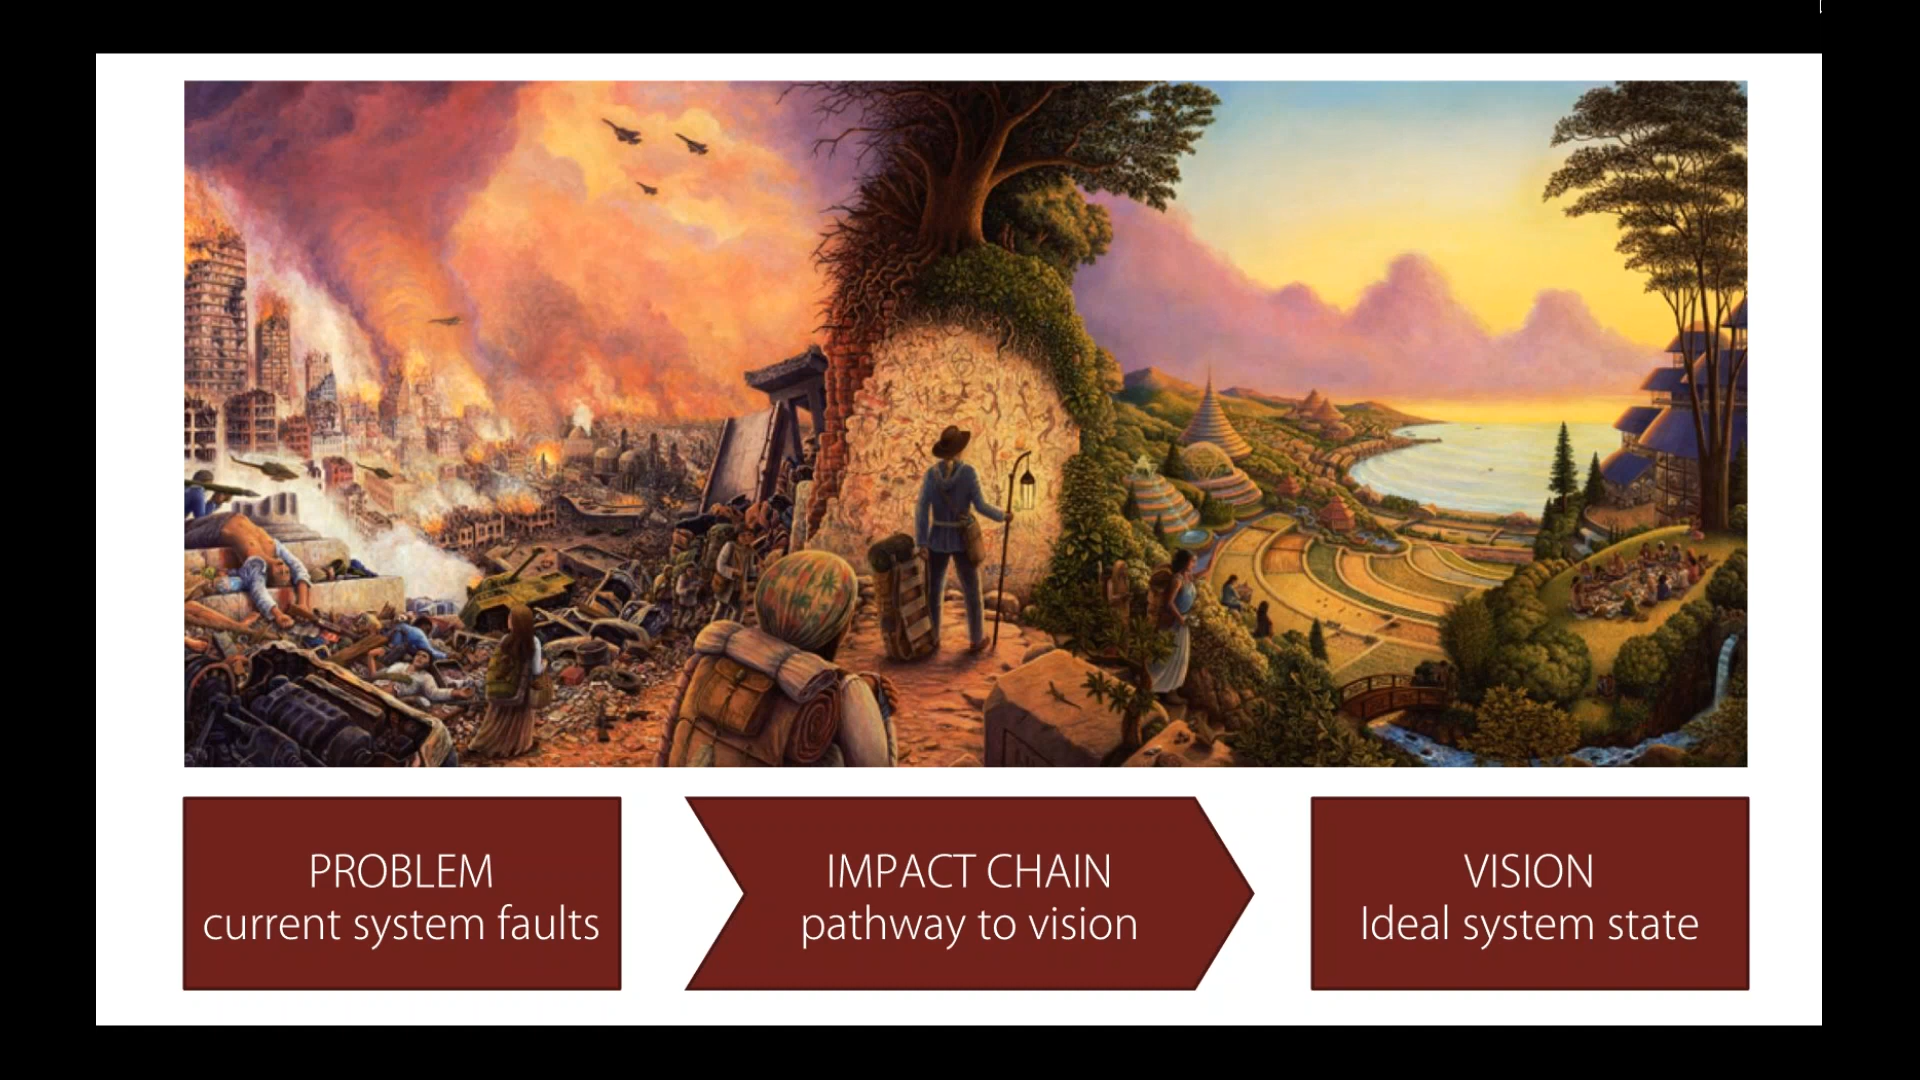 PROBLEM
current system faults
IMPACT CHAIN
pathway to vision
VISION
Ideal system state